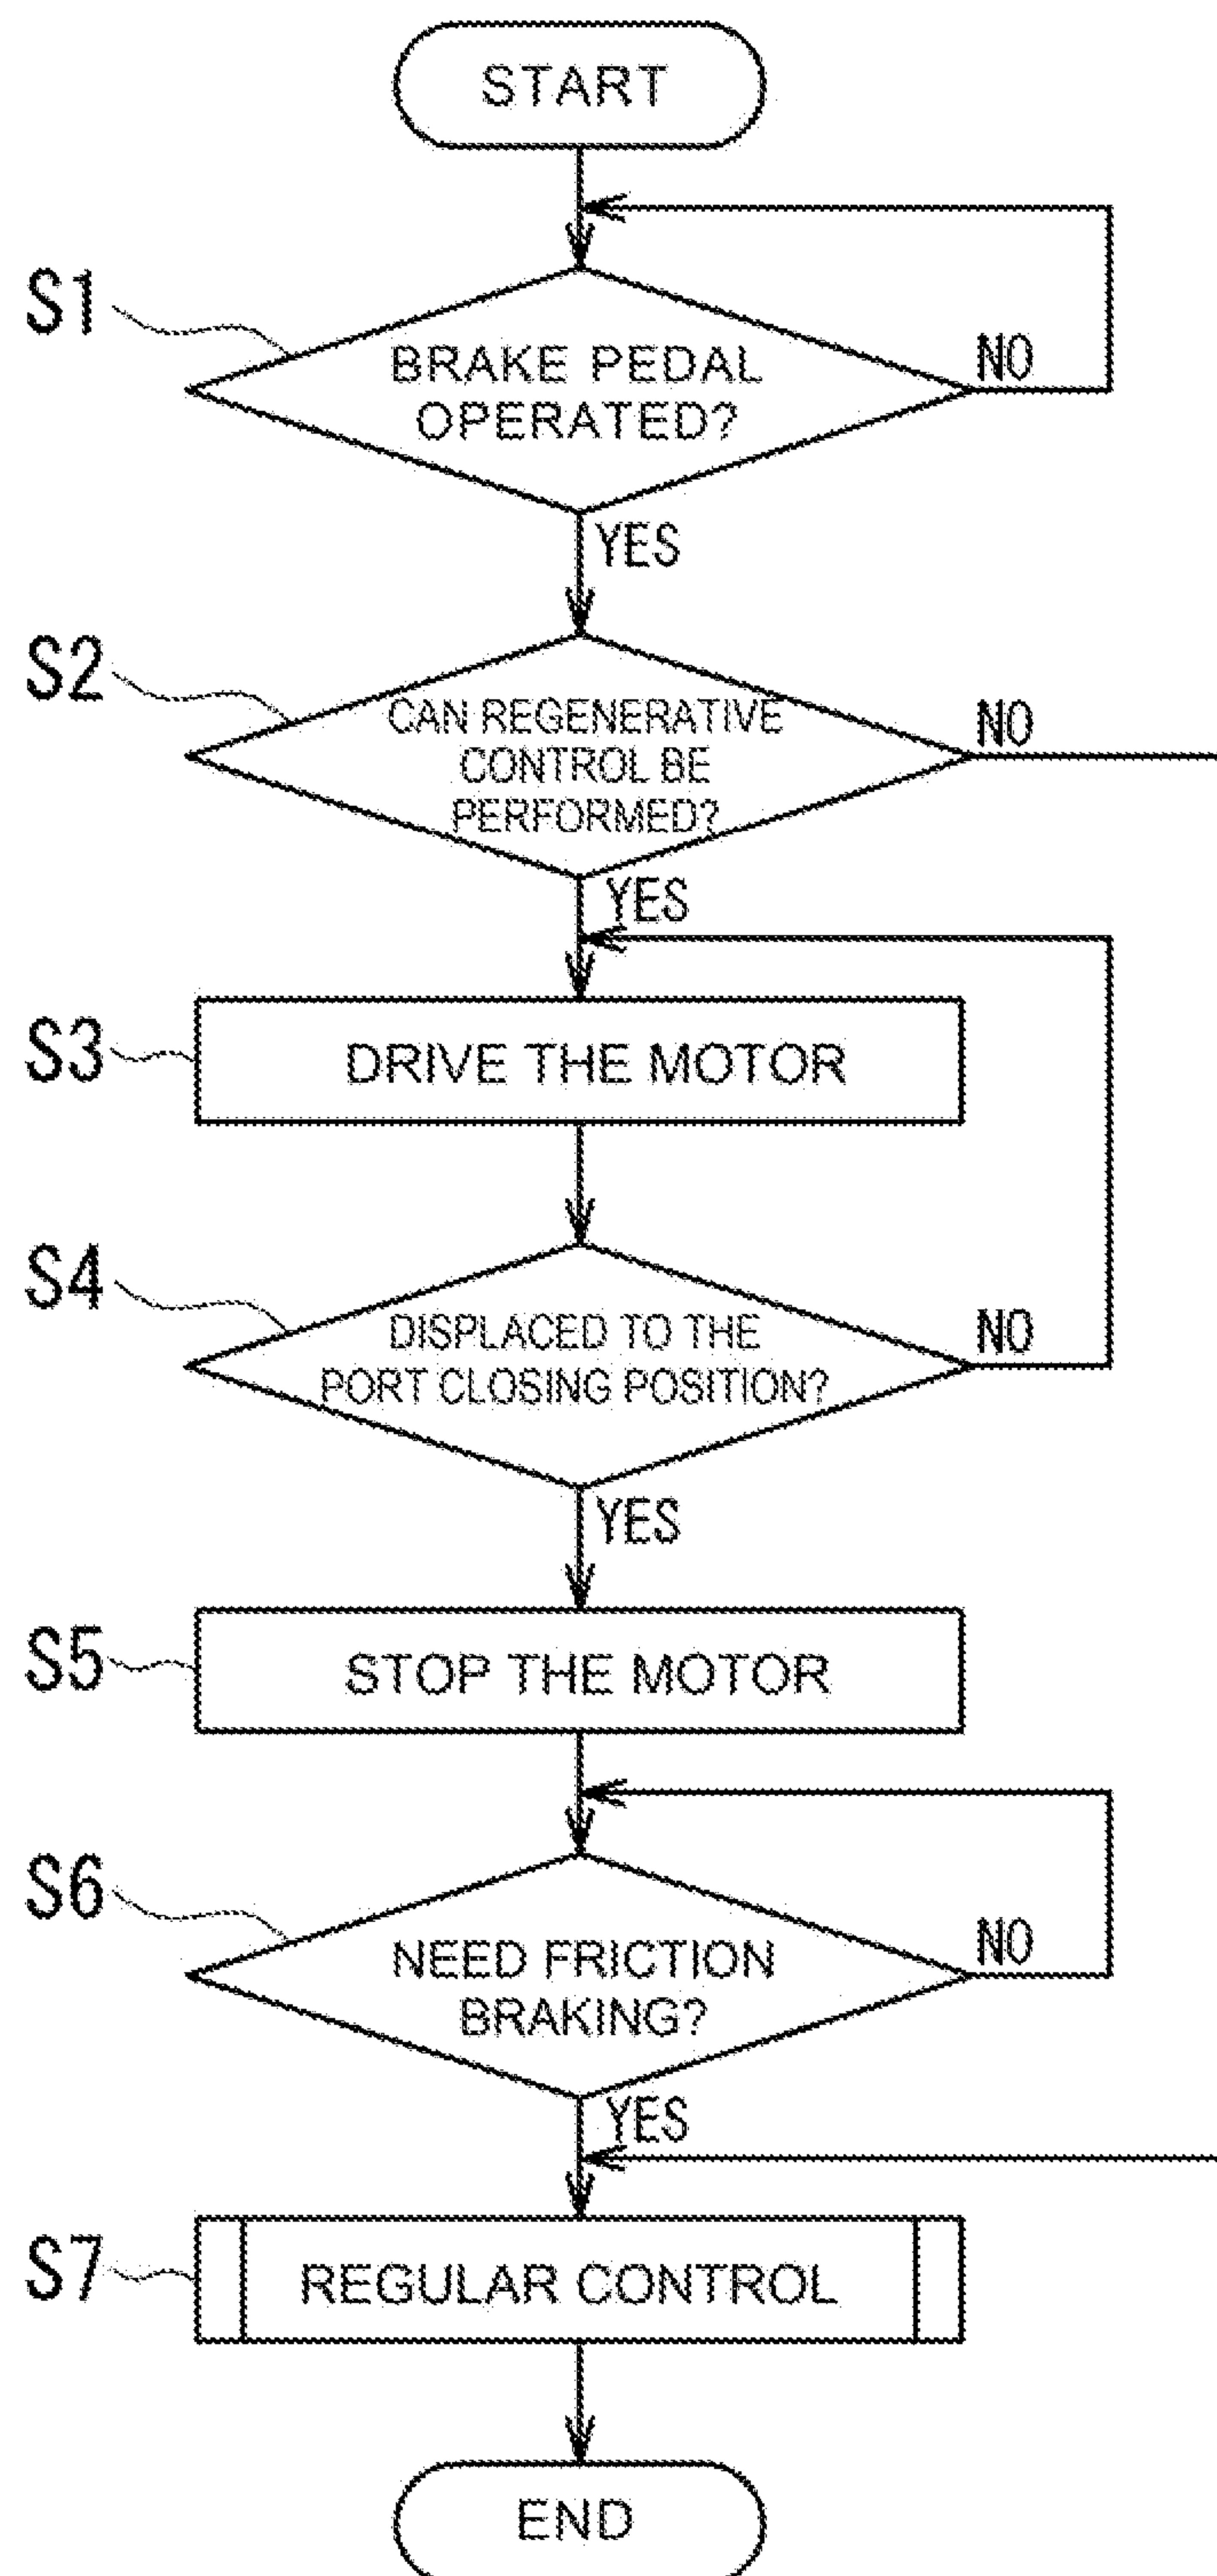 START
S1
BRAKE PEDAL
OPERATED?
NO
YES
S2
CAN REGENERATIVE
CONTROL BE
PERFORMED?
NO
YES
S3
DRIVE THE MOTOR
S4
DISPLACED TO THE
PORT CLOSING POSITION?
NO
YES
S5
STOP THE MOTOR
S6
NEED FRICTION
BRAKING?
NO
YES
S7
REGULAR CONTROL
END